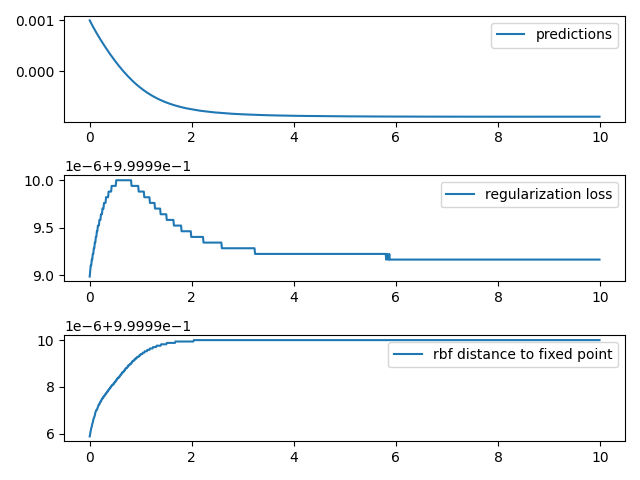 0.001
predictions
0.000
0 2 4 6 8 10
1e-6+9.9999e-1
10.0
regularization loss
9.5
9.0
0 2 4 6 8 10
1e-6+9.9999e-1
10
rbf distance to fixed point
8
6
0 2 4 6 8 10